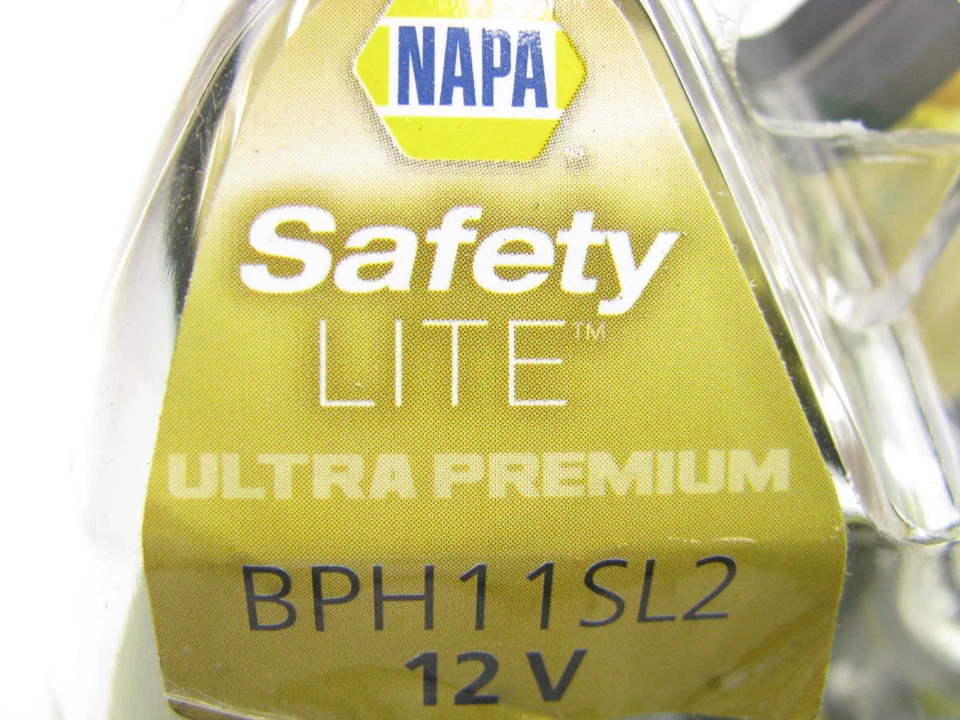 NAPA
®
Safety
LITE™
ULTRA PREMIUM
BPH11SL2
12 V